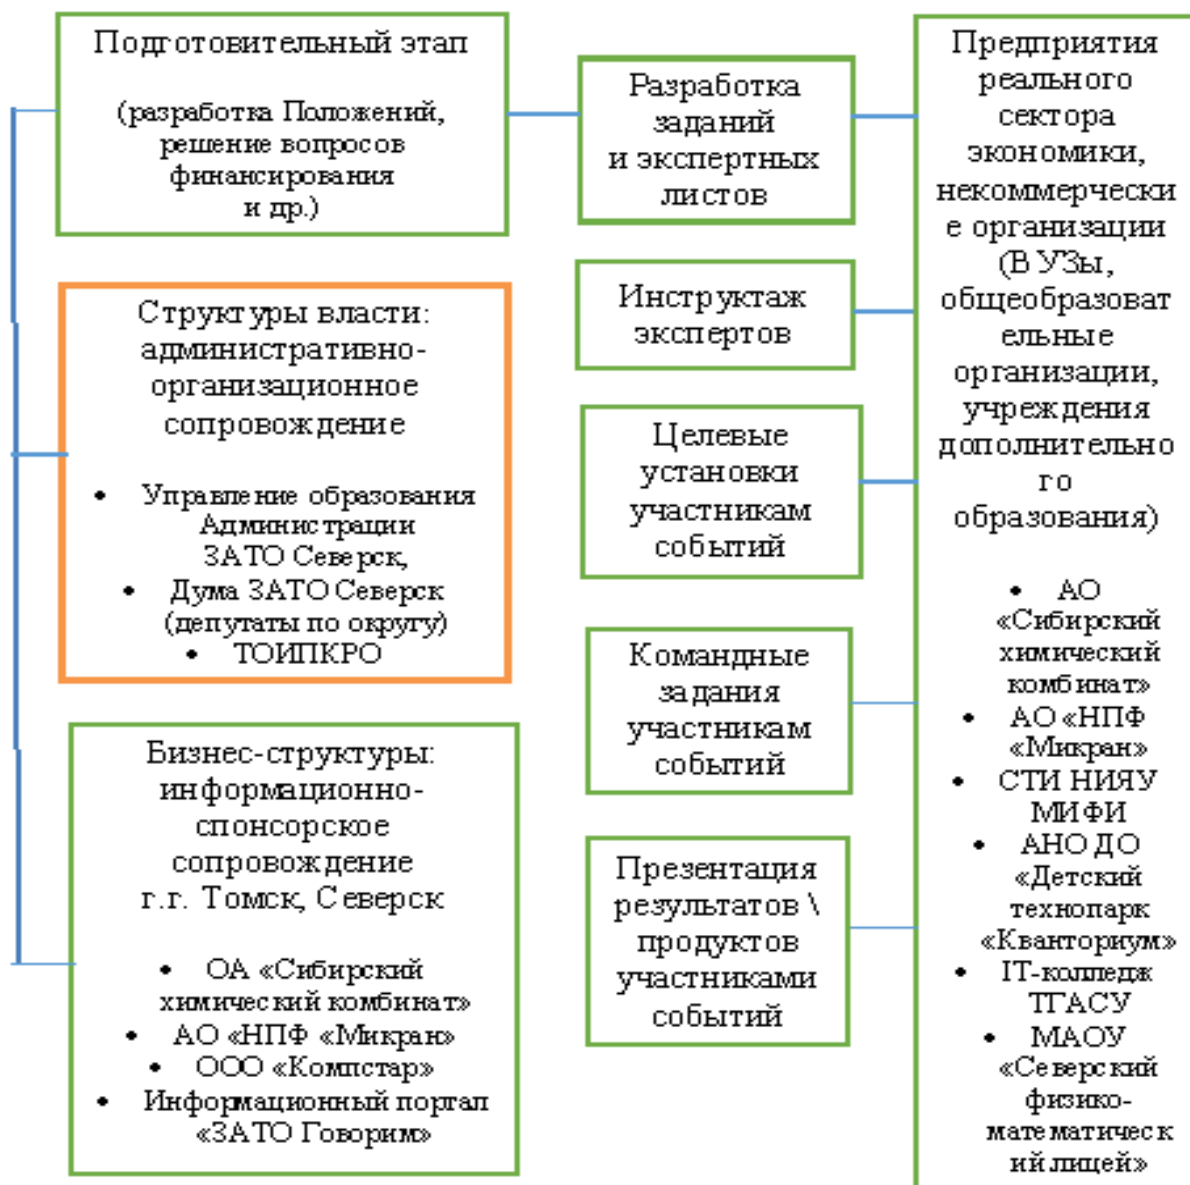 Подготовительный этап
(разработка Положений,
решение вопросов
финансирования
и др.)
Структуры власти:
административно-
организационное
сопровождение
• Управление образования
Администрации
ЗАТО Северск,
• Дума ЗАТО Северск
(депутаты по округу)
• ТОИПКРО
Бизнес-структуры:
информационно-
спонсорское
сопровождение
г.г. Томск, Северск
• ОА «Сибирский
химический комбинат»
• АО «НПФ «Микран»
• ООО «Компстар»
• Информационный портал
«ЗАТО Говорим»
Разработка
заданий
и экспертных
листов
Инструктаж
экспертов
Целевые
установки
участникам
событий
Командные
задания
участникам
событий
Презентация
результатов \
продуктов
участниками
событий
Предприятия
реального
сектора
экономики,
некоммерчески
е организации
(ВУЗы,
общеобразоват
ельные
организации,
учреждения
дополнительно
го
образования)
• АО
«Сибирский
химический
комбинат»
• АО «НПФ
«Микран»
• СТИ НИЯУ
МИФИ
• АНО ДО
«Детский
технопарк
«Кванториум»
• IT-колледж
ТГАСУ
• МАОУ
«Северский
физико-
математическ
ий лицей»